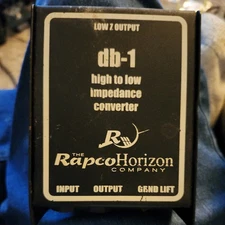 LOW Z OUTPUT
db-1
high to low
impedance
converter
R
THE
RapcoHorizon
COMPANY
INPUT OUTPUT GRND LIFT